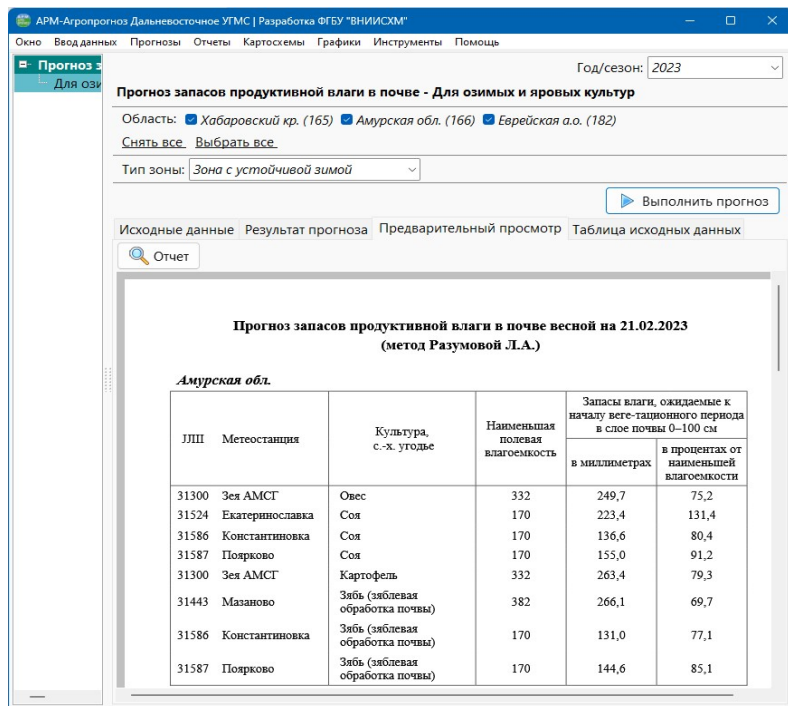 АРМ-Агропрогноз Дальневосточное УГМС | Разработка ФГБУ "ВНИИСХМ"
Окно Ввод данных Прогнозы Отчеты Картосхемы Графики Инструменты Помощь
Прогноз з
Для ози
Год/сезон: 2023
Прогноз запасов продуктивной влаги в почве - Для озимых и яровых культур
Область: Хабаровский кр. (165) Амурская обл. (166) Еврейская а.о. (182)
Снять все Выбрать все
Тип зоны: Зона с устойчивой зимой
Выполнить прогноз
Исходные данные Результат прогноза Предварительный просмотр Таблица исходных данных
Отчет
Прогноз запасов продуктивной влаги в почве весной на 21.02.2023
(метод Разумовой Л.А.)
Амурская обл.
ЈЛП Метеостанция
Культура,
с.-х. угодье
Наименьшая
полевая
влагоемкость
Запасы влаги, ожидаемые к
началу веге-тационного периода
в слое почвы 0–100 см
в миллиметрах
в процентах от
наименьшей
влагоемкости
31300 Зея АМСГ Овес 332 249,7 75,2
31524 Екатеринославка Соя 170 223,4 131,4
31586 Константиновка Соя 170 136,6 80,4
31587 Поярково Соя 170 155,0 91,2
31300 Зея АМСГ Картофель 332 263,4 79,3
31443 Мазаново Зябь (зяблевая
обработка почвы) 382 266,1 69,7
31586 Константиновка Зябь (зяблевая
обработка почвы) 170 131,0 77,1
31587 Поярково Зябь (зяблевая
обработка почвы) 170 144,6 85,1